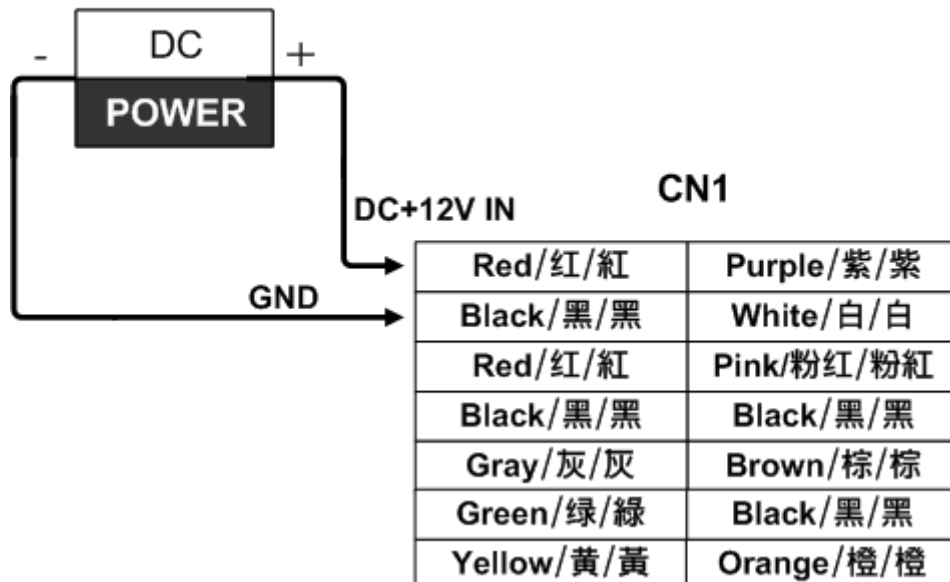 DC
- +
POWER
CN1
DC+12V IN
Red/红/紅 Purple/紫/紫
GND
Black/黑/黑 White/白/白
Red/红/紅 Pink/粉红/粉紅
Black/黑/黑 Black/黑/黑
Gray/灰/灰 Brown/棕/棕
Green/绿/綠 Black/黑/黑
Yellow/黄/黃 Orange/橙/橙